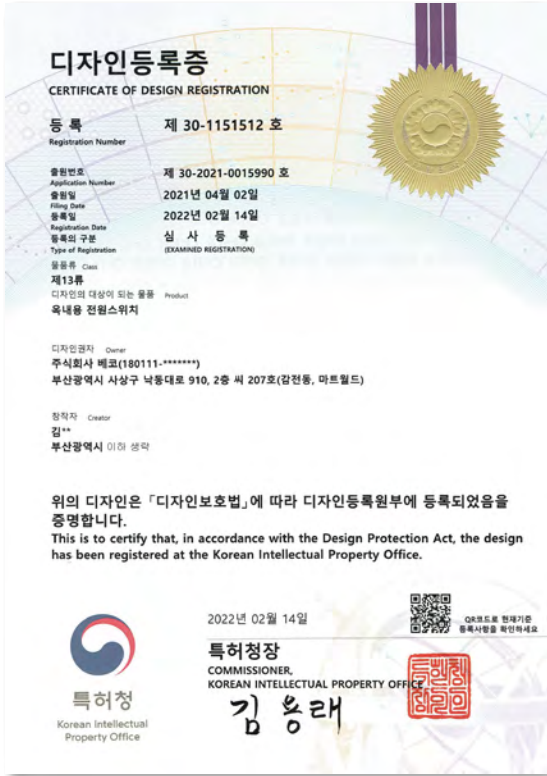 디자인등록증
CERTIFICATE OF DESIGN REGISTRATION
등 록 제 30-1151512 호
Registration Number
출원번호 제 30-2021-0015990 호
Application Number
출원일 2021년 04월 02일
Filing Date
등록일 2022년 02월 14일
Registration Date
등록의 구분 심 사 등 록
Type of Registration (EXAMINED REGISTRATION)
물품류 Class
제13류
디자인의 대상이 되는 물품 Product
옥내용 전원스위치
디자인권자 Owner
주식회사 베코(180111-*******)
부산광역시 사상구 낙동대로 910, 2층 씨 207호(감전동, 마트월드)
창작자 Creator
김**
부산광역시 이하 생략
위의 디자인은 「디자인보호법」에 따라 디자인등록원부에 등록되었음을
증명합니다.
This is to certify that, in accordance with the Design Protection Act, the design
has been registered at the Korean Intellectual Property Office.
2022년 02월 14일
QR코드로 현재기준
등록사항을 확인하세요
특허청장
COMMISSIONER,
KOREAN INTELLECTUAL PROPERTY OFFICE
김용래
특허청
Korean Intellectual
Property Office